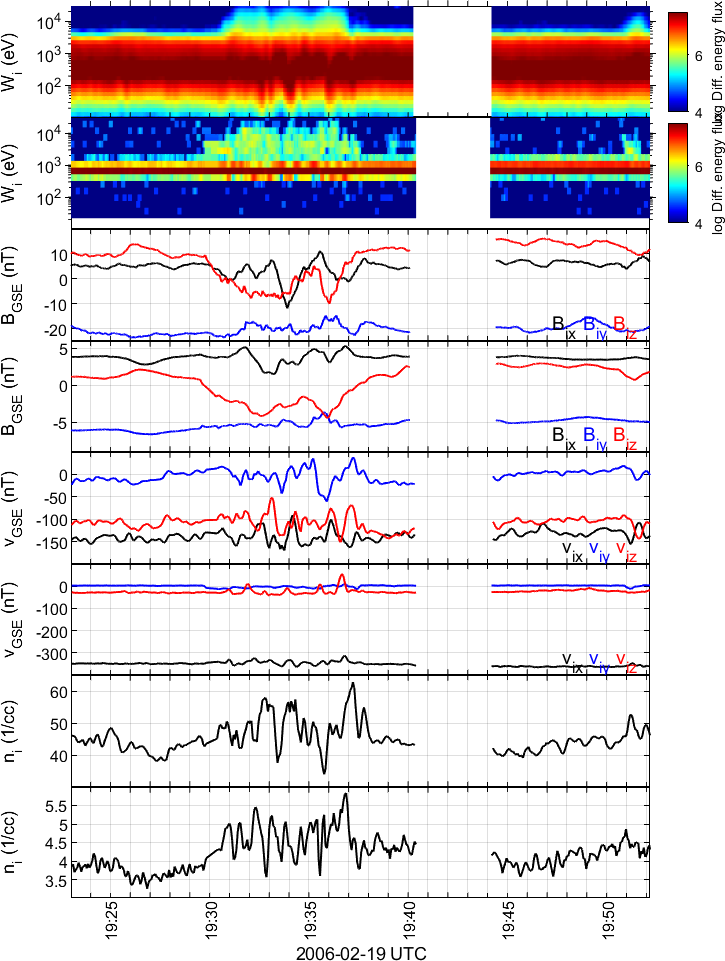 10⁴
10³
10²
W_i (eV)
6
4
log Diff. energy flux
10⁴
10³
10²
W_i (eV)
6
4
log Diff. energy flux
10
0
-10
-20
B_GSE (nT)
B_ix B_iy B_iz
5
0
-5
B_GSE (nT)
B_ix B_iy B_iz
0
-50
-100
-150
v_GSE (nT)
v_ix v_iy v_iz
0
-100
-200
-300
v_GSE (nT)
v_ix v_iy v_iz
60
50
40
n_i (1/cc)
5.5
5
4.5
4
3.5
n_i (1/cc)
19:25 19:30 19:35 19:40 19:45 19:50
2006-02-19 UTC